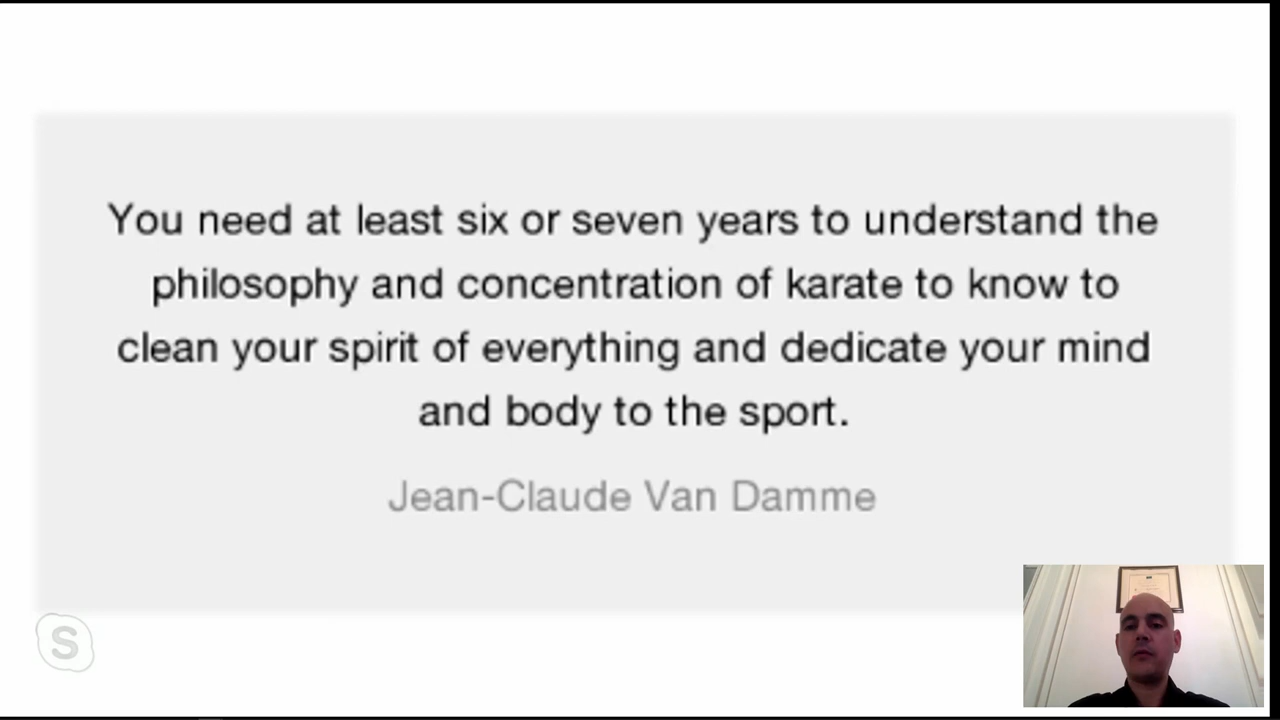 You need at least six or seven years to understand the
philosophy and concentration of karate to know to
clean your spirit of everything and dedicate your mind
and body to the sport.
Jean-Claude Van Damme
S